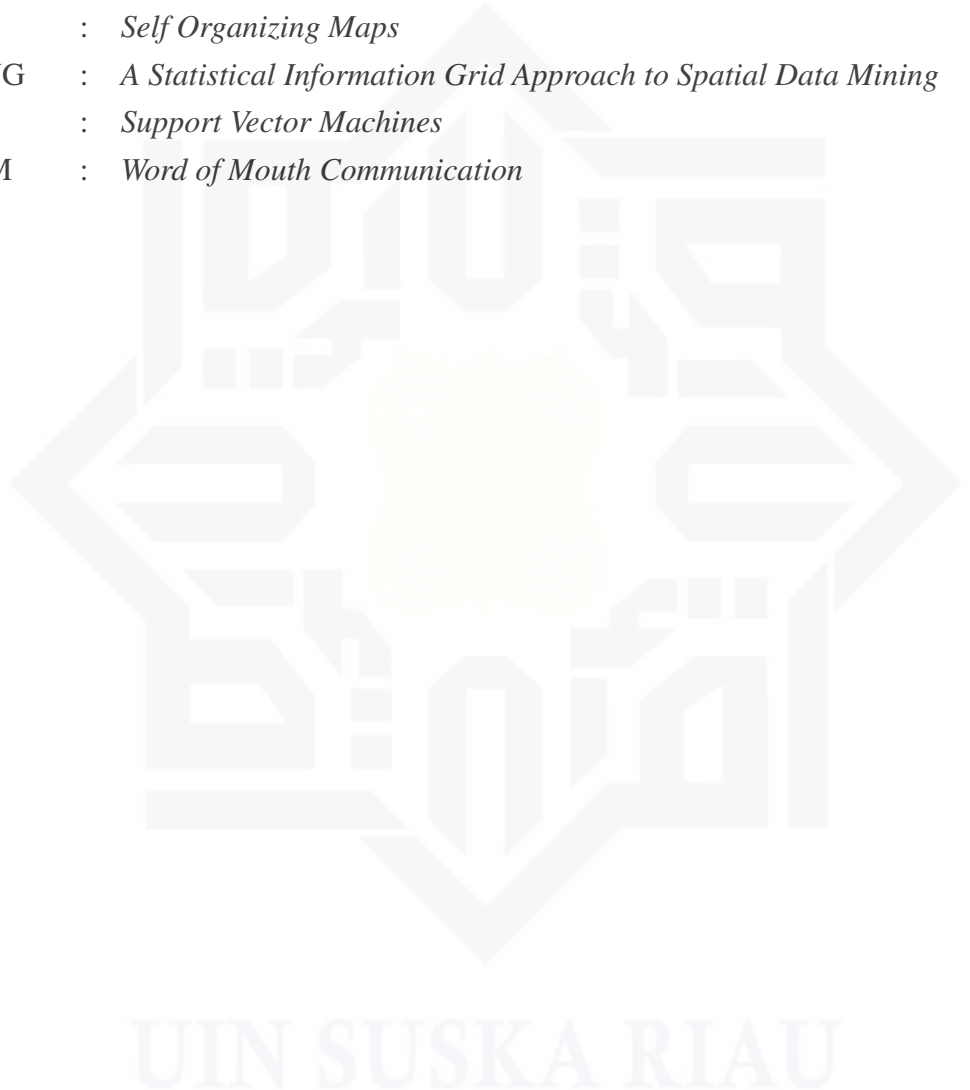 : Self Organizing Maps
G : A Statistical Information Grid Approach to Spatial Data Mining
: Support Vector Machines
M : Word of Mouth Communication
UIN SUSKA RIAU